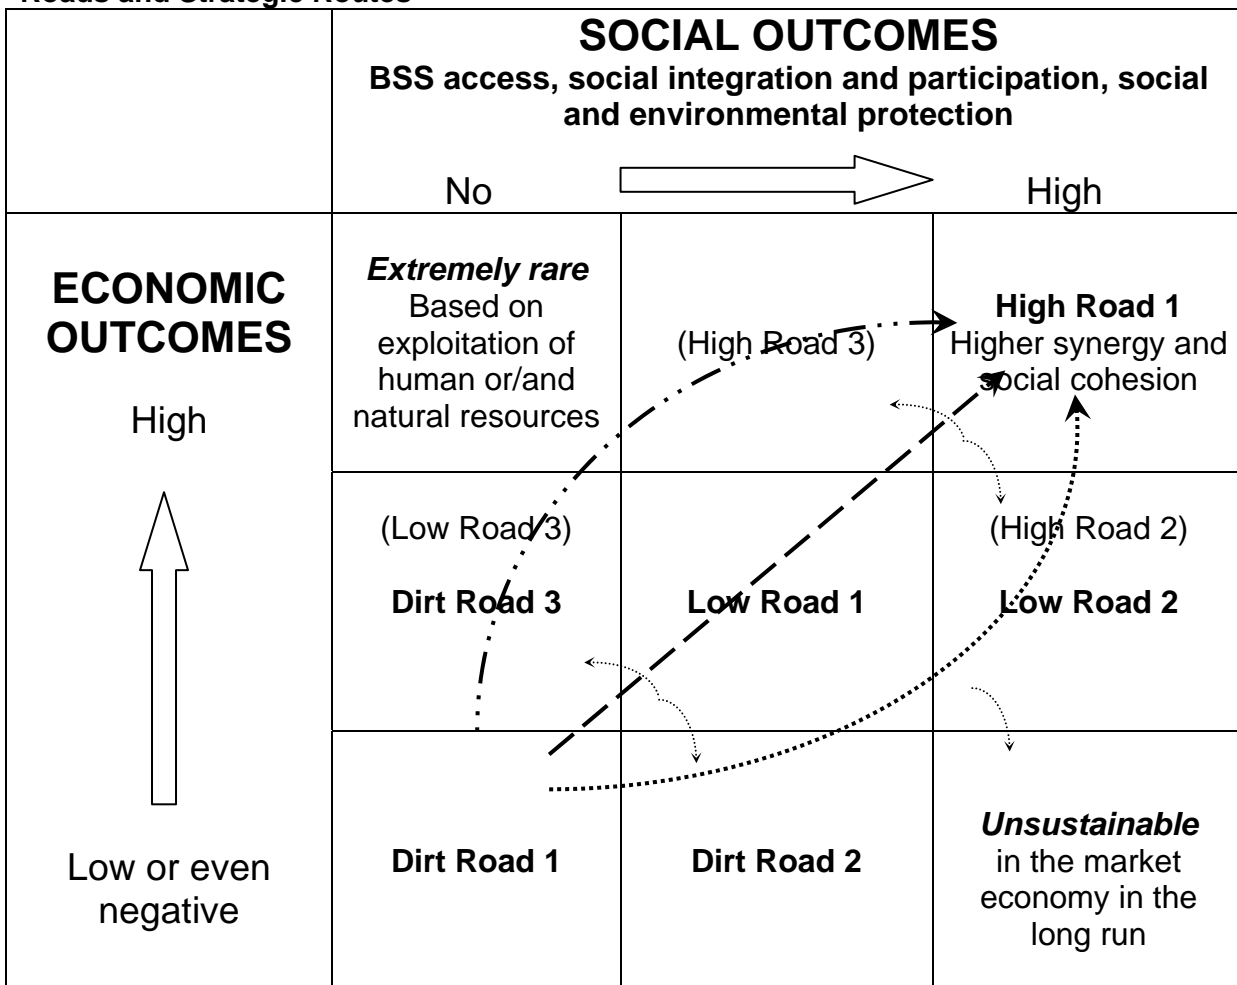 Roads and Strategic Routes
SOCIAL OUTCOMES
BSS access, social integration and participation, social
and environmental protection
No
High
ECONOMIC
OUTCOMES
High
Low or even
negative
Extremely rare
Based on
exploitation of
human or/and
natural resources
(High Road 3)
High Road 1
Higher synergy and
social cohesion
(Low Road 3)
Dirt Road 3
Low Road 1
(High Road 2)
Low Road 2
Dirt Road 1
Dirt Road 2
Unsustainable
in the market
economy in the
long run